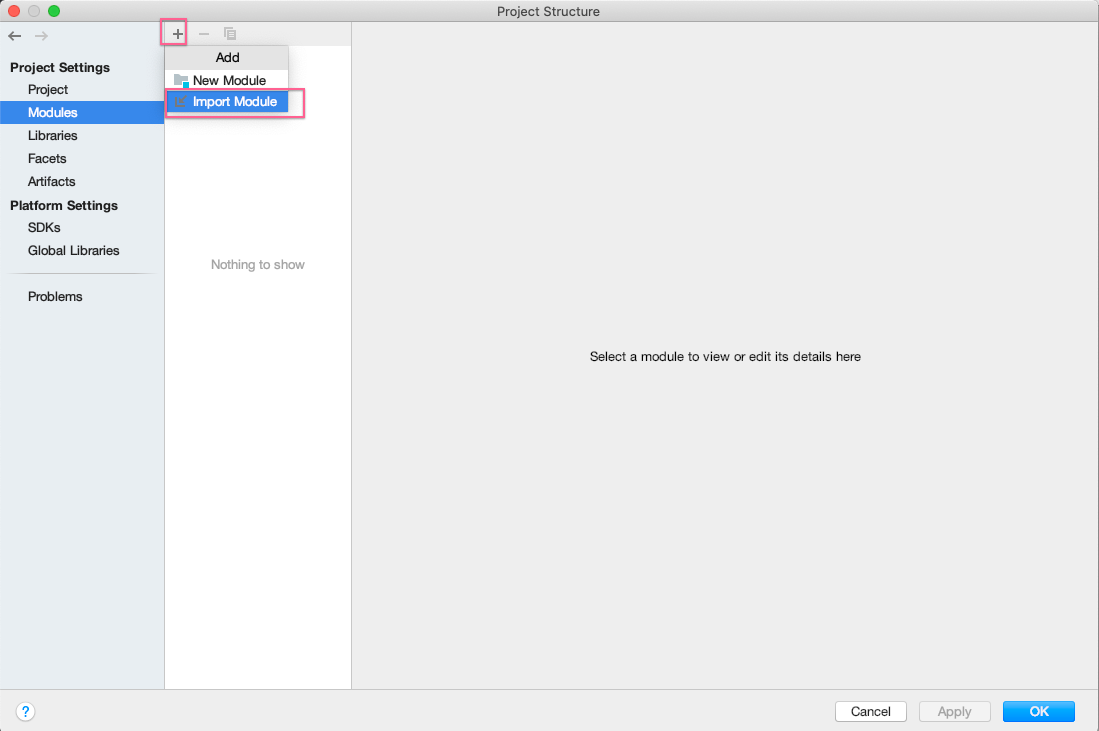 Project Structure
Project Settings
Project
Modules
Libraries
Facets
Artifacts
Platform Settings
SDKs
Global Libraries
Problems
Add
New Module
Import Module
Nothing to show
Select a module to view or edit its details here
?
Cancel
Apply
OK